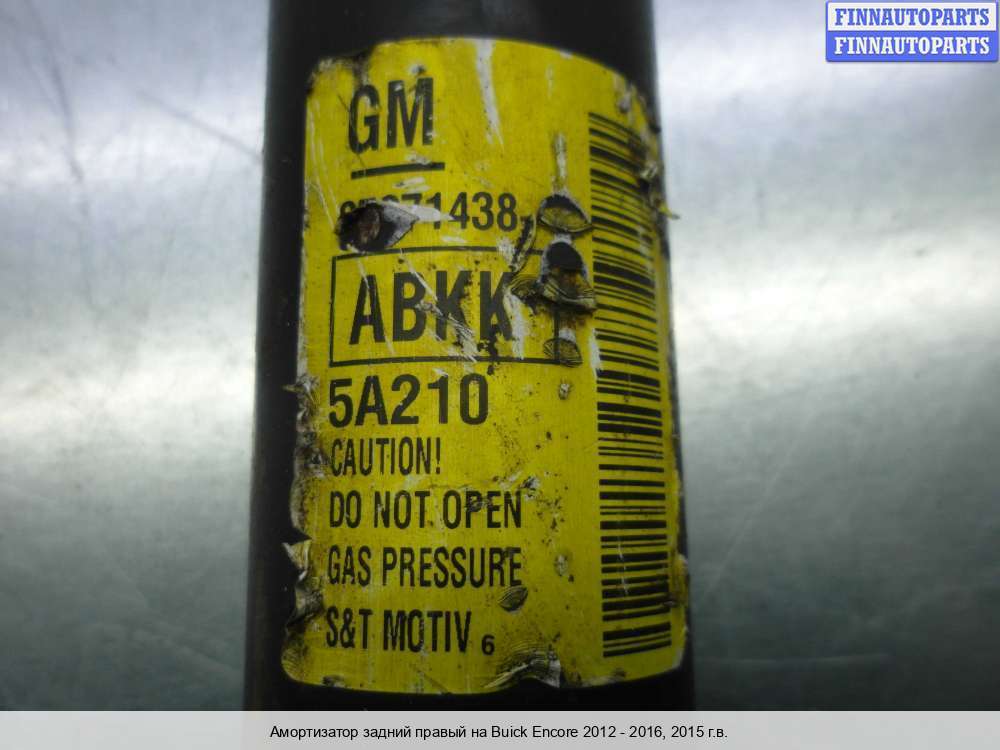 FINNAUTOPARTS
FINNAUTOPARTS
GM
ABKK
5A210
CAUTION!
DO NOT OPEN
GAS PRESSURE
S&T MOTIV 6
Амортизатор задний правый на Buick Encore 2012 - 2016, 2015 г.в.